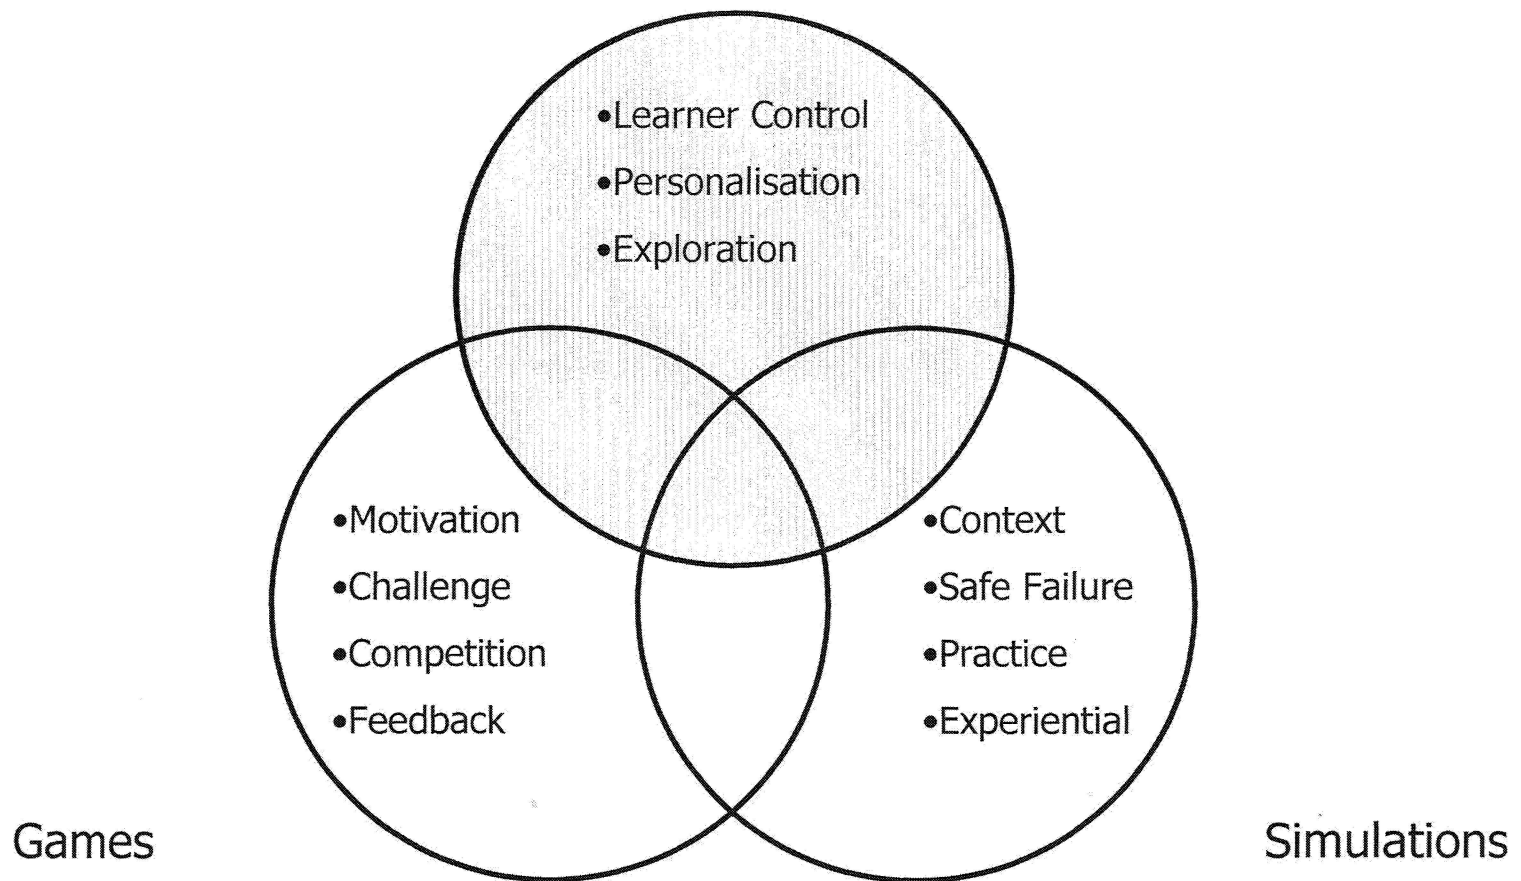 •Learner Control
•Personalisation
•Exploration
•Motivation
•Challenge
•Competition
•Feedback
•Context
•Safe Failure
•Practice
•Experiential
Games
Simulations